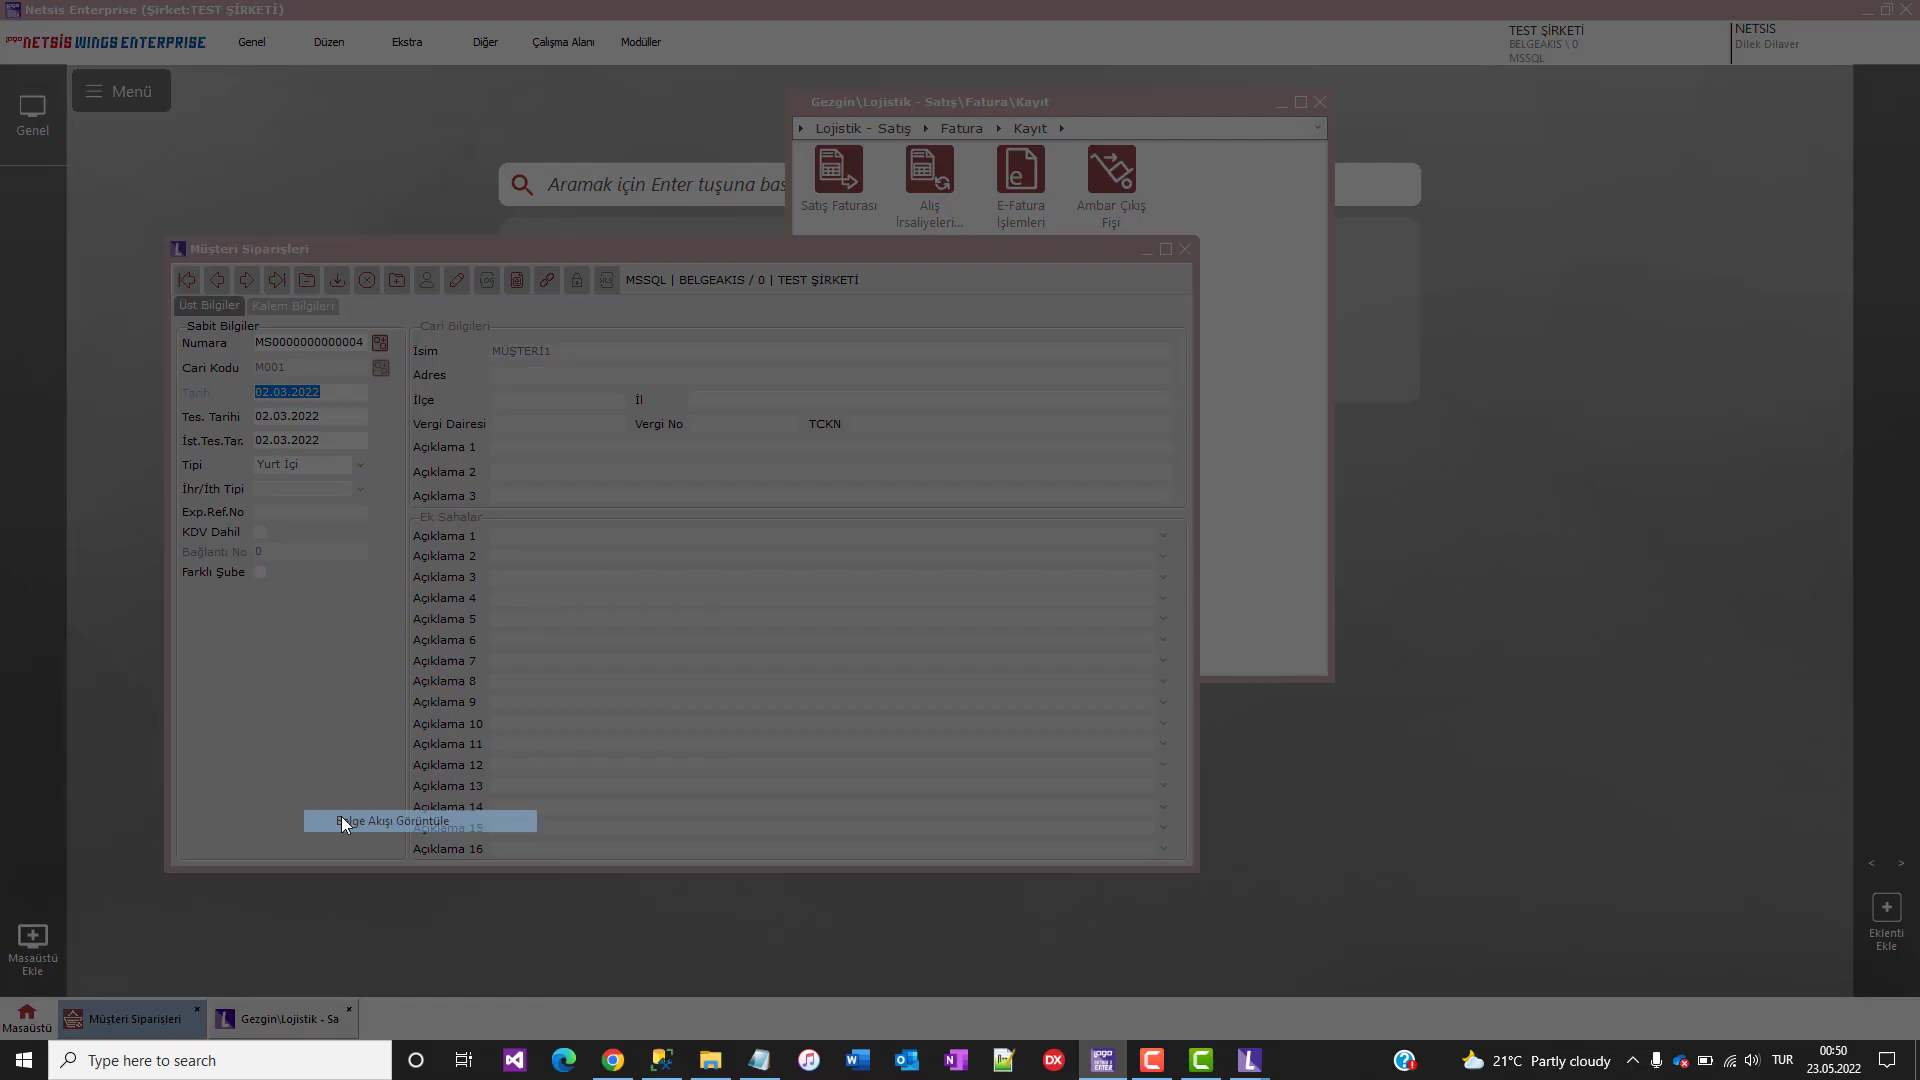 Netsis Enterprise (Şirket:TEST ŞİRKETİ)
NETSİS WINGS ENTERPRISE
Genel
Düzen
Ekstra
Diğer
Çalışma Alanı
Modüller
TEST ŞİRKETİ
BELGEAKIS \ 0
MSSQL
NETSIS
Dilek Dilaver
Genel
Menü
Aramak için Enter tuşuna bas
Gezgin\Lojistik - Satış\Fatura\Kayıt
Lojistik - Satış
Fatura
Kayıt
Satış Faturası
Alış İrsaliyeleri...
E-Fatura İşlemleri
Ambar Çıkış Fişi
Müşteri Siparişleri
MSSQL | BELGEAKIS / 0 | TEST ŞİRKETİ
Üst Bilgiler
Kalem Bilgileri
Sabit Bilgiler
Numara MS0000000000004
Cari Kodu M001
Tarih 02.03.2022
Tes. Tarihi 02.03.2022
İst.Tes.Tar. 02.03.2022
Tipi Yurt İçi
İhr/İth Tipi
Exp.Ref.No
KDV Dahil
Bağlantı No 0
Farklı Şube
Cari Bilgileri
İsim MÜŞTERİ1
Adres
İlçe İl
Vergi Dairesi Vergi No TCKN
Açıklama 1
Açıklama 2
Açıklama 3
Ek Sahalar
Açıklama 1
Açıklama 2
Açıklama 3
Açıklama 4
Açıklama 5
Açıklama 6
Açıklama 7
Açıklama 8
Açıklama 9
Açıklama 10
Açıklama 11
Açıklama 12
Açıklama 13
Açıklama 14
Açıklama 15
Açıklama 16
Belge Akışı Görüntüle
Masaüstü Ekle
Eklenti Ekle
Masaüstü
Müşteri Siparişleri
Gezgin\Lojistik - Sa
Type here to search
21°C Partly cloudy
TUR
00:50
23.05.2022